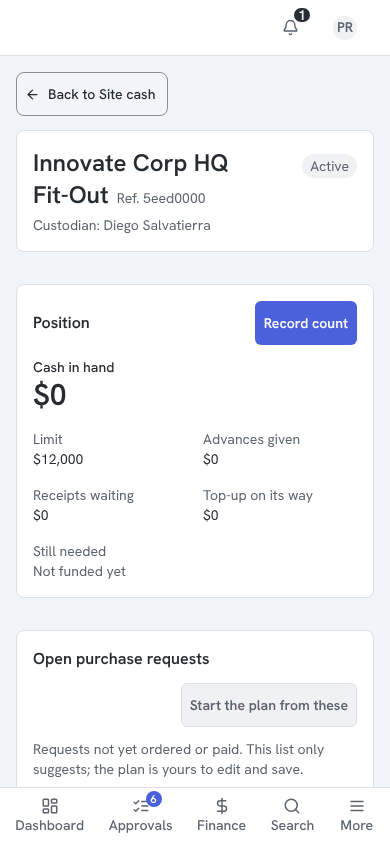 1
PR
Back to Site cash
Innovate Corp HQ
Fit-Out Ref. 5eed0000
Active
Custodian: Diego Salvatierra
Position
Record count
Cash in hand
$0
Limit
$12,000
Advances given
$0
Receipts waiting
$0
Top-up on its way
$0
Still needed
Not funded yet
Open purchase requests
Start the plan from these
Requests not yet ordered or paid. This list only
suggests; the plan is yours to edit and save.
6
Dashboard
Approvals
Finance
Search
More